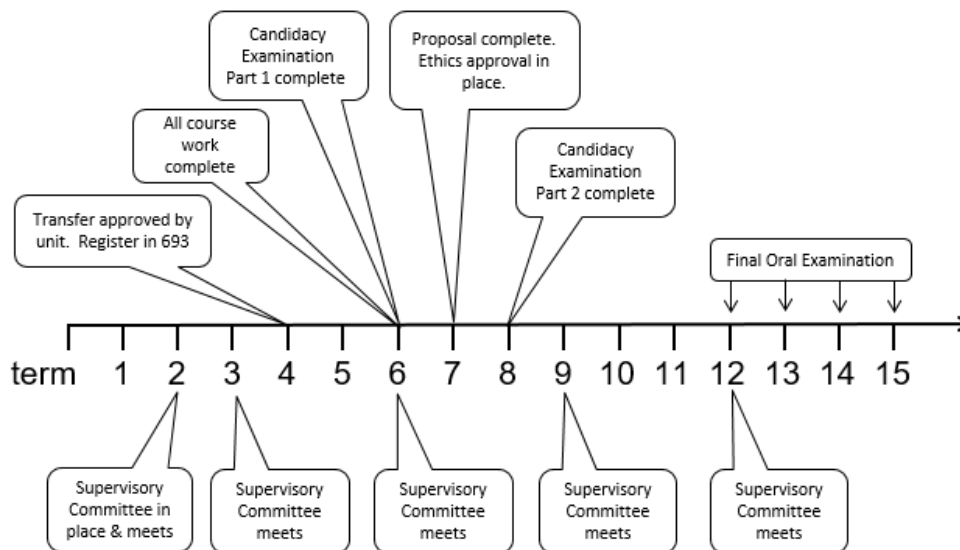 Candidacy
Examination
Part 1 complete
Proposal complete.
Ethics approval in
place.
All course
work
complete
Candidacy
Examination
Part 2 complete
Transfer approved by
unit.  Register in 693
Final Oral Examination
term 1 2 3 4 5 6 7 8 9 10 11 12 13 14 15
Supervisory
Committee in
place & meets
Supervisory
Committee
meets
Supervisory
Committee
meets
Supervisory
Committee
meets
Supervisory
Committee
meets